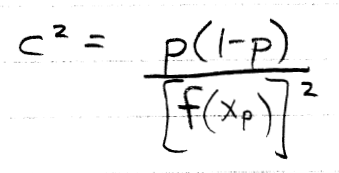 c² = p(1-p) / [f(xₚ)]²